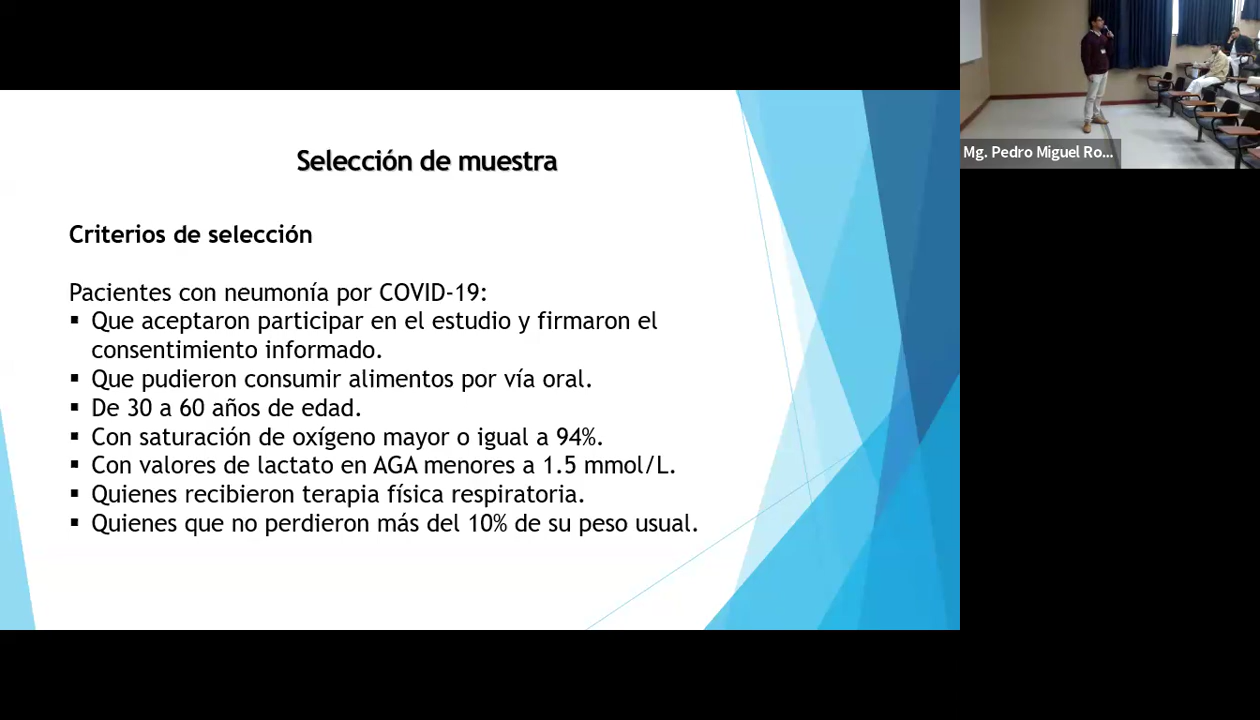 Selección de muestra
Criterios de selección
Pacientes con neumonía por COVID-19:
▪ Que aceptaron participar en el estudio y firmaron el
consentimiento informado.
▪ Que pudieron consumir alimentos por vía oral.
▪ De 30 a 60 años de edad.
▪ Con saturación de oxígeno mayor o igual a 94%.
▪ Con valores de lactato en AGA menores a 1.5 mmol/L.
▪ Quienes recibieron terapia física respiratoria.
▪ Quienes que no perdieron más del 10% de su peso usual.
Mg. Pedro Miguel Ro...